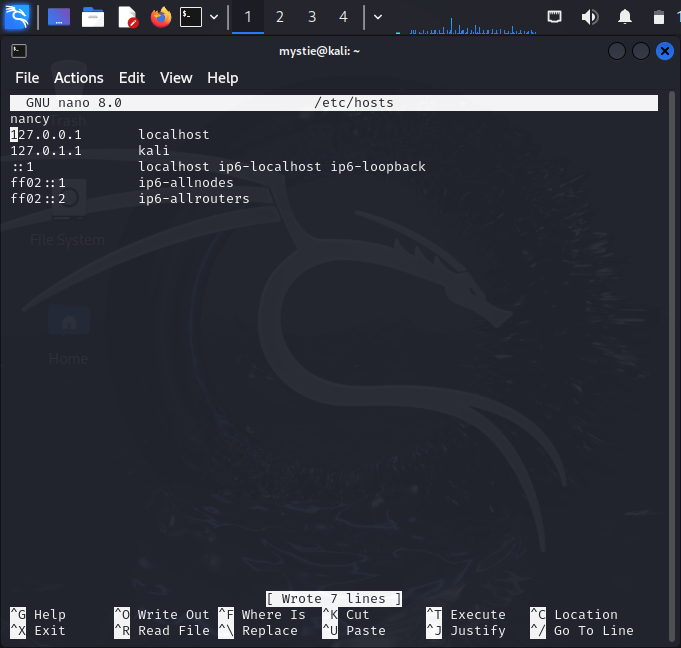 1 2 3 4
mystie@kali: ~
File Actions Edit View Help
GNU nano 8.0 /etc/hosts
nancy
127.0.0.1 localhost
127.0.1.1 kali
::1 localhost ip6-localhost ip6-loopback
ff02::1 ip6-allnodes
ff02::2 ip6-allrouters
Trash
File System
Home
[ Wrote 7 lines ]
^G Help ^O Write Out ^F Where Is ^K Cut ^T Execute ^C Location
^X Exit ^R Read File ^\ Replace ^U Paste ^J Justify ^/ Go To Line